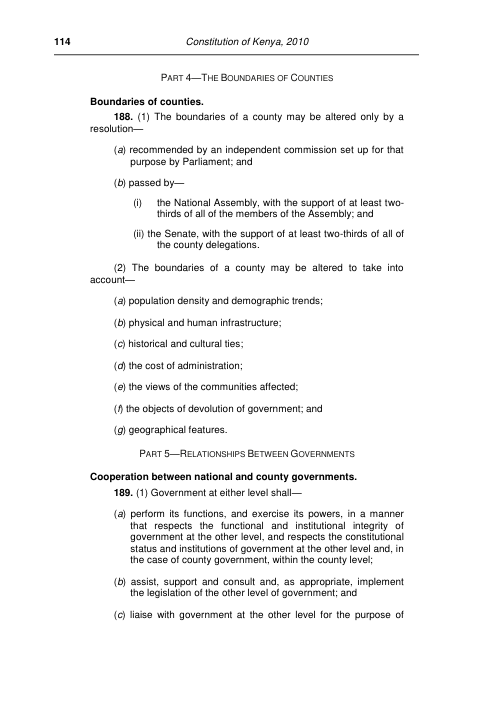 114 Constitution of Kenya, 2010
PART 4—THE BOUNDARIES OF COUNTIES
Boundaries of counties.
188. (1) The boundaries of a county may be altered only by a
resolution—
(a) recommended by an independent commission set up for that
purpose by Parliament; and
(b) passed by—
(i) the National Assembly, with the support of at least two-
thirds of all of the members of the Assembly; and
(ii) the Senate, with the support of at least two-thirds of all of
the county delegations.
(2) The boundaries of a county may be altered to take into
account—
(a) population density and demographic trends;
(b) physical and human infrastructure;
(c) historical and cultural ties;
(d) the cost of administration;
(e) the views of the communities affected;
(f) the objects of devolution of government; and
(g) geographical features.
PART 5—RELATIONSHIPS BETWEEN GOVERNMENTS
Cooperation between national and county governments.
189. (1) Government at either level shall—
(a) perform its functions, and exercise its powers, in a manner
that respects the functional and institutional integrity of
government at the other level, and respects the constitutional
status and institutions of government at the other level and, in
the case of county government, within the county level;
(b) assist, support and consult and, as appropriate, implement
the legislation of the other level of government; and
(c) liaise with government at the other level for the purpose of